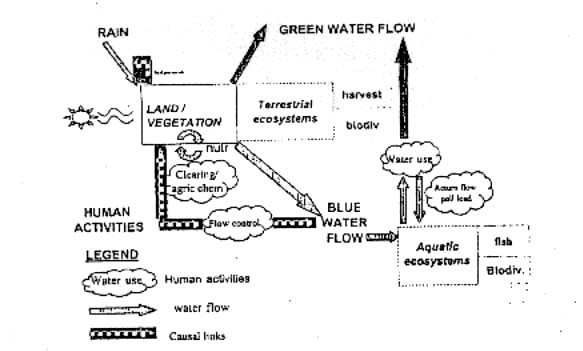 RAIN
GREEN WATER FLOW
LAND /
VEGETATION
Terrestrial
ecosystems
harvest
biodiv
nutr
Clearing/
agric chem
Water use
flow
poll load
HUMAN
ACTIVITIES
Flow control
BLUE
WATER
FLOW
Aquatic
ecosystems
fish
Biodiv.
LEGEND
Water use
Human activities
water flow
Causal links